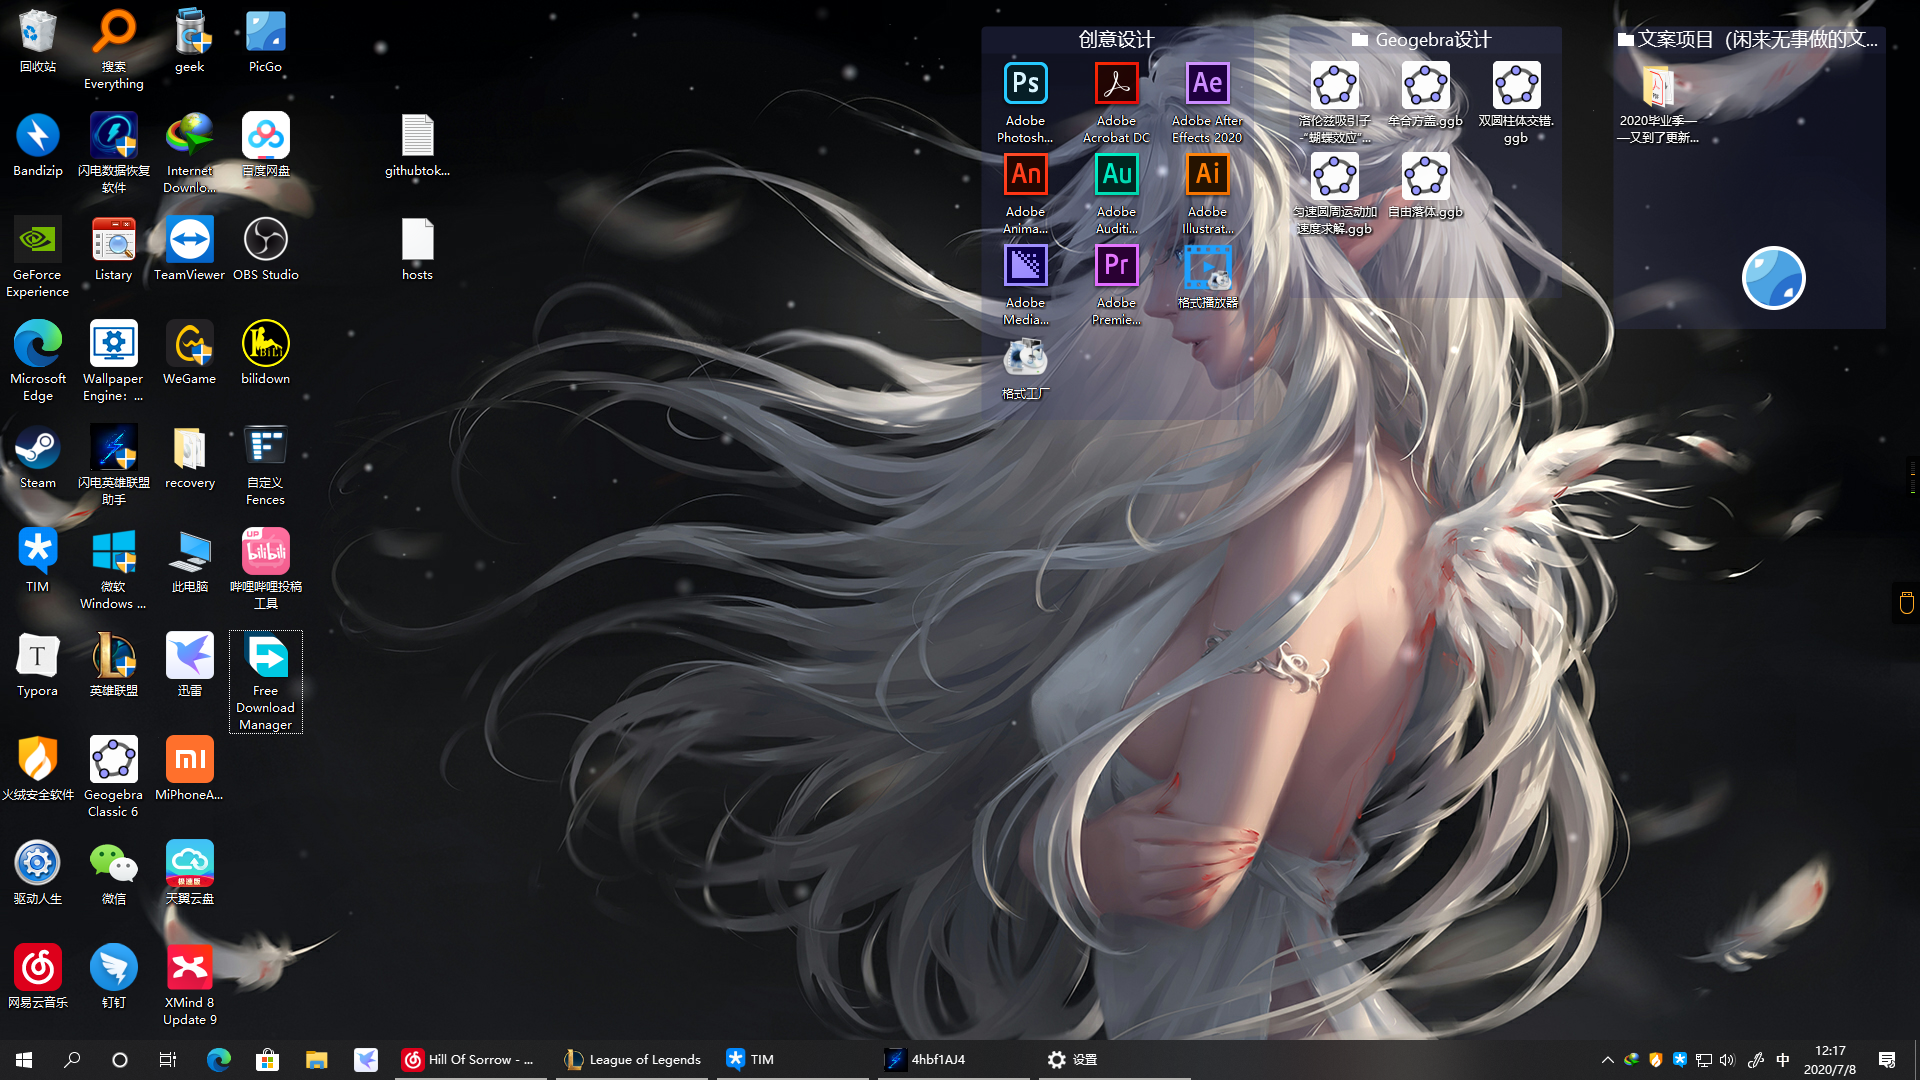 回收站
搜索
Everything
geek
PicGo
Bandizip
闪电数据恢复
软件
Internet
Downlo...
百度网盘
githubtok...
GeForce
Experience
Listary
TeamViewer
OBS Studio
hosts
Microsoft
Edge
Wallpaper
Engine: ...
WeGame
BILI
bilidown
Steam
闪电英雄联盟
助手
recovery
自定义
Fences
TIM
微软
Windows ...
此电脑
UP
bilibili
哔哩哔哩投稿
工具
T
Typora
英雄联盟
迅雷
Free
Download
Manager
火绒安全软件
Geogebra
Classic 6
MI
MiPhoneA...
驱动人生
微信
极速版
天翼云盘
网易云音乐
钉钉
XMind 8
Update 9
创意设计
Ps
Adobe
Photosh...
Adobe
Acrobat DC
Ae
Adobe After
Effects 2020
An
Adobe
Anima...
Au
Adobe
Auditi...
Ai
Adobe
Illustrat...
Adobe
Media...
Pr
Adobe
Premie...
格式播放器
格式工厂
Geogebra设计
洛伦兹吸引子
-“蝴蝶效应”...
牟合方盖.ggb
双圆柱体交错.
ggb
匀速圆周运动加
速度求解.ggb
自由落体.ggb
文案项目（闲来无事做的文...
2020毕业季—
—又到了更新...
Hill Of Sorrow - ...
League of Legends
TIM
4hbf1AJ4
设置
中
12:17
2020/7/8